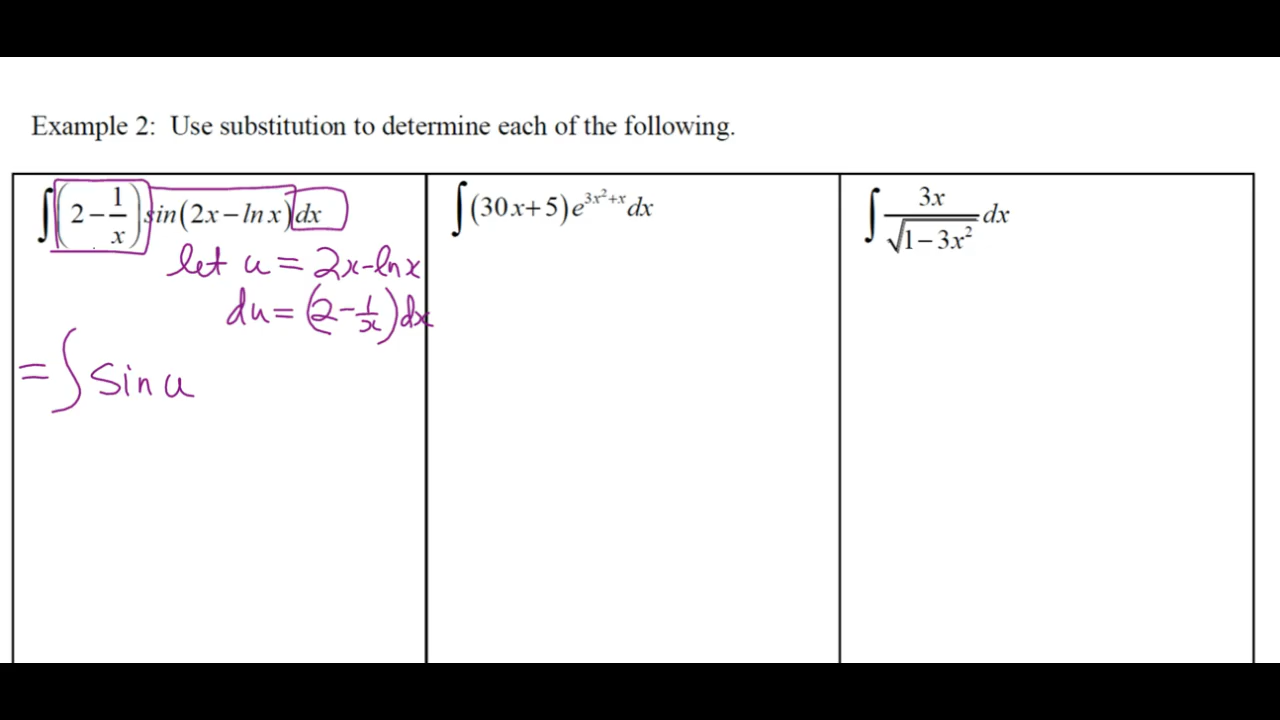 Example 2: Use substitution to determine each of the following.
∫(2 − 1/x) sin(2x − ln x) dx
let u = 2x − ln x
du = (2 − 1/x) dx
= ∫ sin u
∫(30x + 5)e^(3x²+x) dx
∫ 3x/√(1 − 3x²) dx